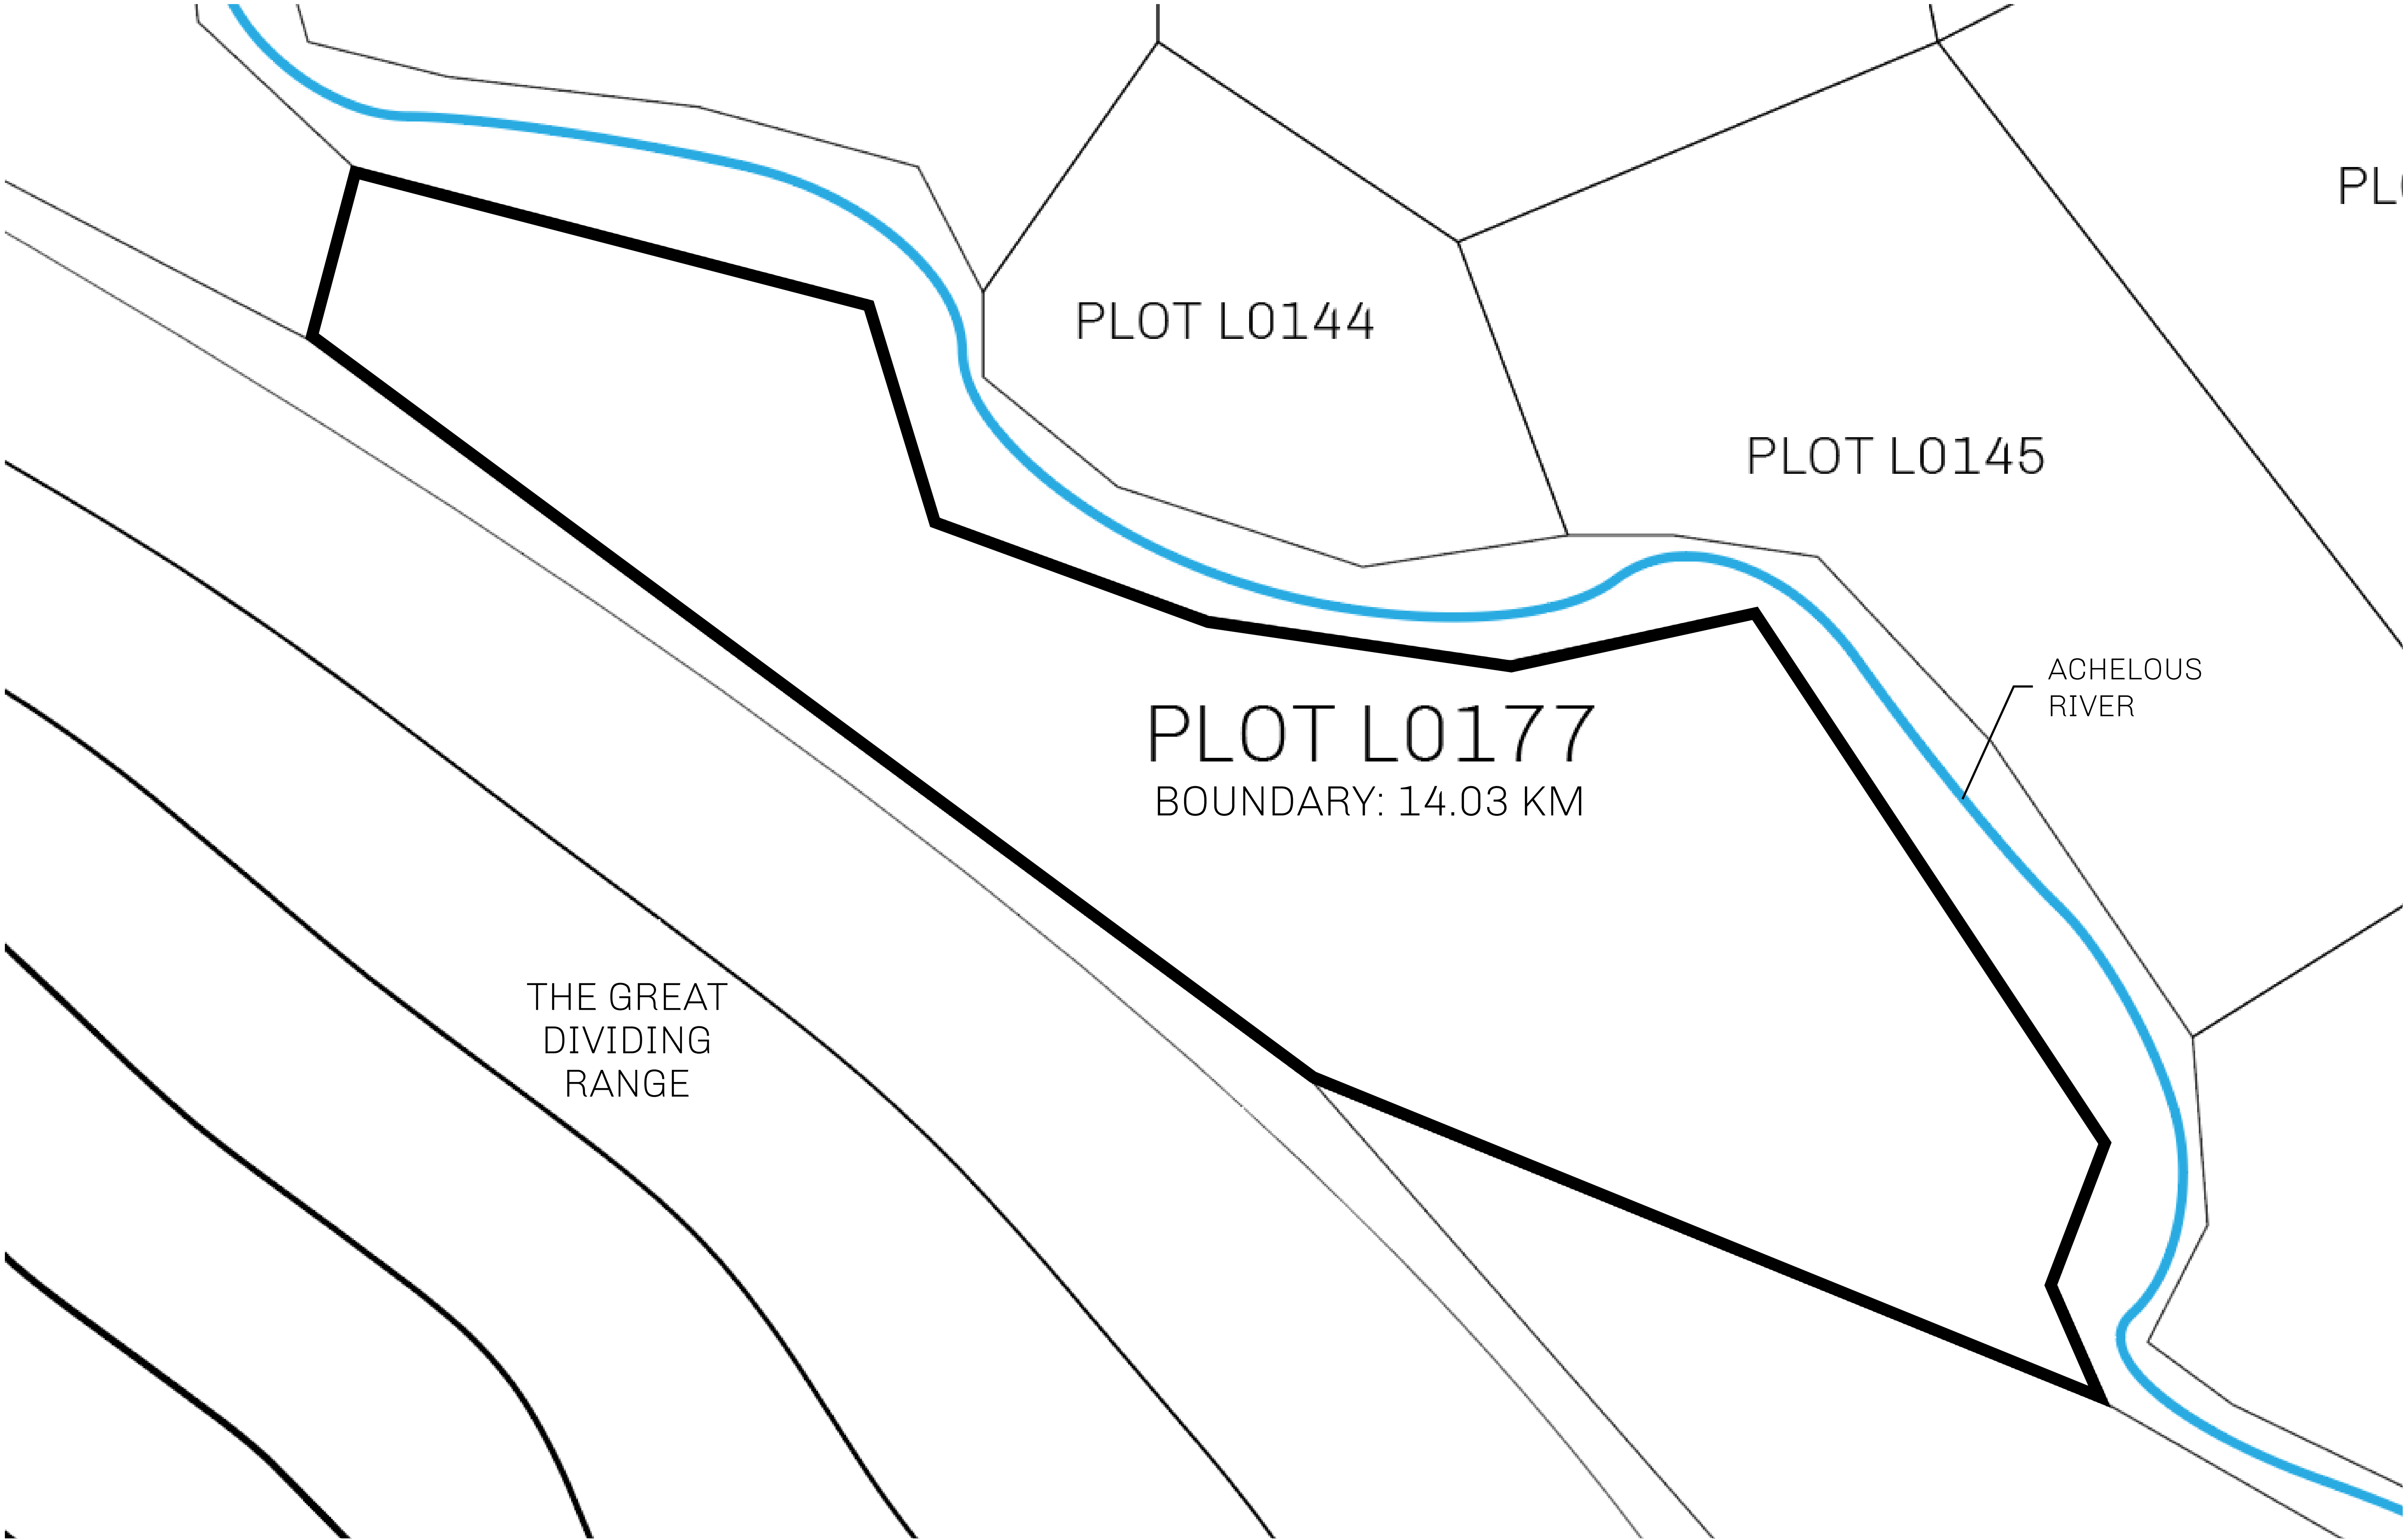 PLOT L0144
PLOT L0145
ACHELOUS
RIVER
PLOT L0177
BOUNDARY: 14.03 KM
THE GREAT
DIVIDING
RANGE